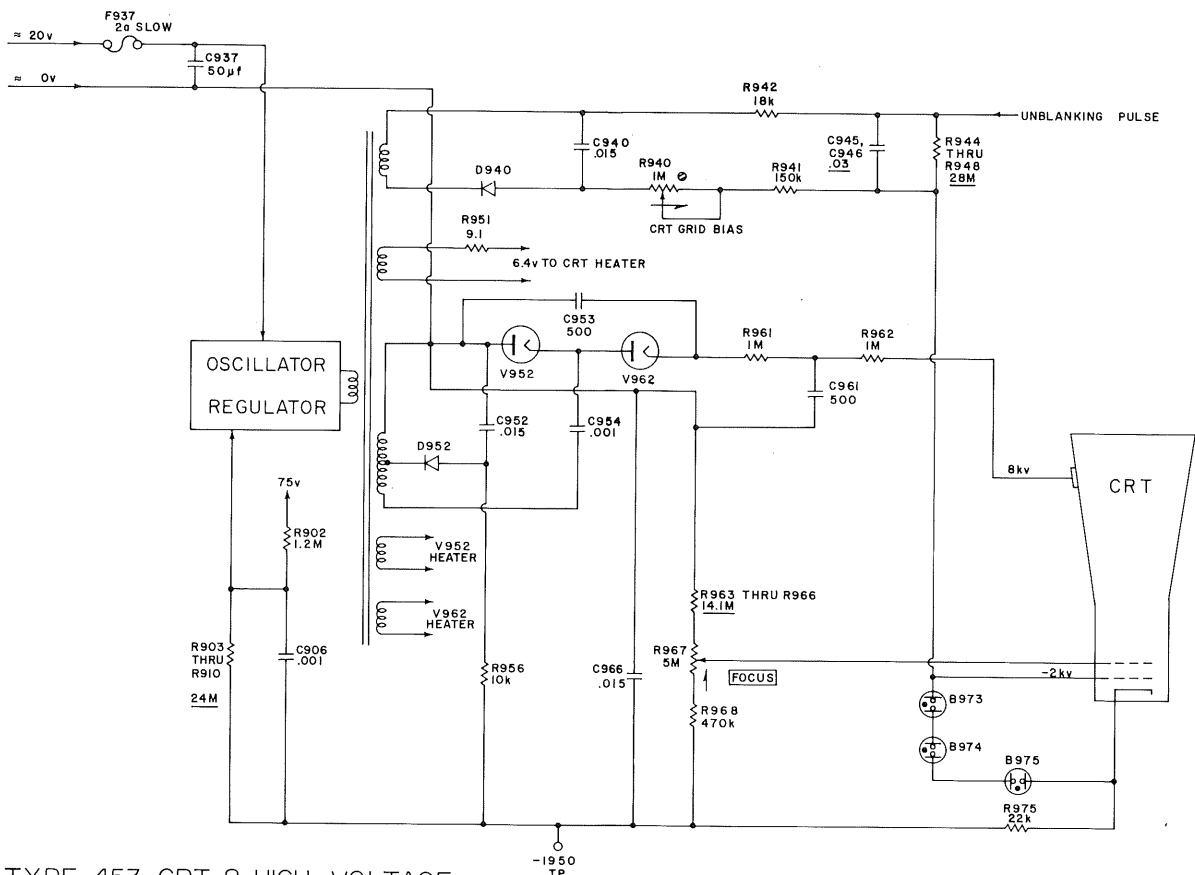 F937
2a SLOW
≈ 20v
C937
50µf
≈ 0v
R942
18k
UNBLANKING PULSE
C940
.015
C945,
C946
.03
R944
THRU
R948
28M
D940
R940
1M
R941
150k
CRT GRID BIAS
R951
9.1
6.4v TO CRT HEATER
C953
500
R961
1M
R962
1M
V952
V962
OSCILLATOR
REGULATOR
C961
500
C952
.015
C954
.001
D952
8kv
CRT
75v
R902
1.2M
V952
HEATER
V962
HEATER
R963 THRU R966
14.1M
R903
THRU
R910
24M
C906
.001
R956
10k
C966
.015
R967
5M
FOCUS
-2kv
R968
470k
B973
B974
B975
R975
22k
-1950
TP
TYPE 453 CRT & HIGH VOLTAGE